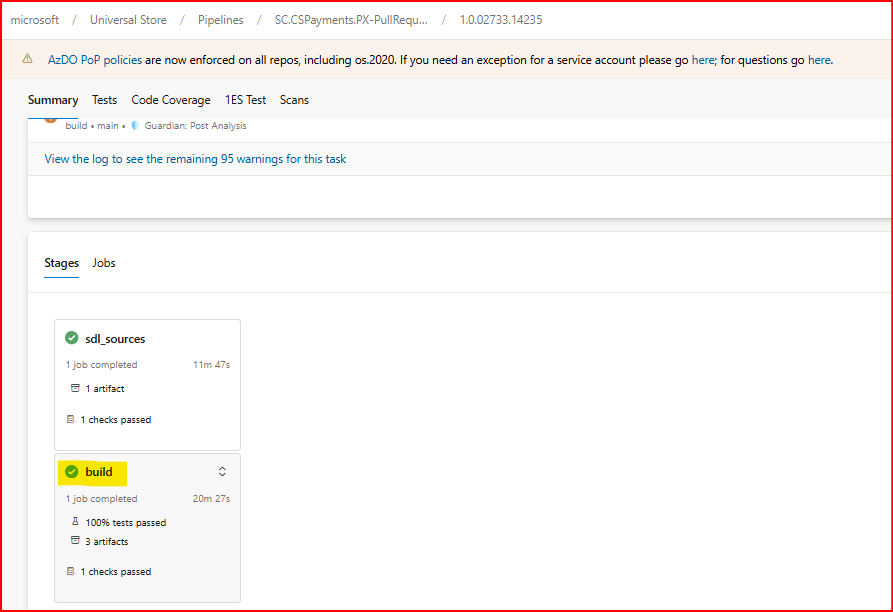 microsoft / Universal Store / Pipelines / SC.CSPayments.PX-PullRequ... / 1.0.02733.14235
AzDO PoP policies are now enforced on all repos, including os.2020. If you need an exception for a service account please go here; for questions go here.
Summary Tests Code Coverage 1ES Test Scans
build • main • Guardian: Post Analysis
View the log to see the remaining 95 warnings for this task
Stages Jobs
sdl_sources
1 job completed 11m 47s
1 artifact
1 checks passed
build
1 job completed 20m 27s
100% tests passed
3 artifacts
1 checks passed